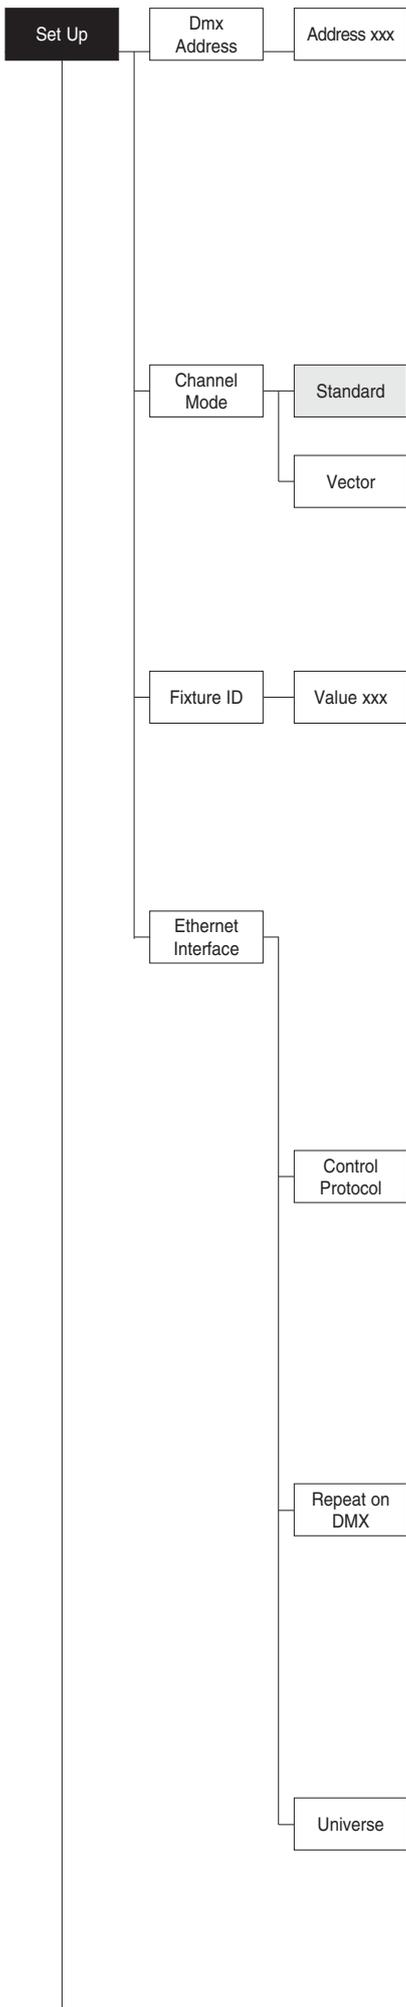 Set Up
Dmx
Address
Address xxx
Channel
Mode
Standard
Vector
Fixture ID
Value xxx
Ethernet
Interface
Control
Protocol
Repeat on
DMX
Universe